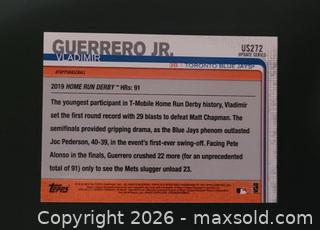 GUERRERO JR.
VLADIMIR
US272
UPDATE SERIES
3B TORONTO BLUE JAYS
2019 HOME RUN DERBY™ HRs: 91
The youngest participant in T-Mobile Home Run Derby history, Vladimir
set the first round record with 29 blasts to defeat Matt Chapman. The
semifinals provided gripping drama, as the Blue Jays phenom outlasted
Joc Pederson, 40-39, in the event's first-ever swing-off. Facing Pete
Alonso in the finals, Guerrero crushed 22 more (for an unprecedented
total of 91) only to see the Mets slugger unload 23.
Topps
Copyright 2026 - maxsold.com